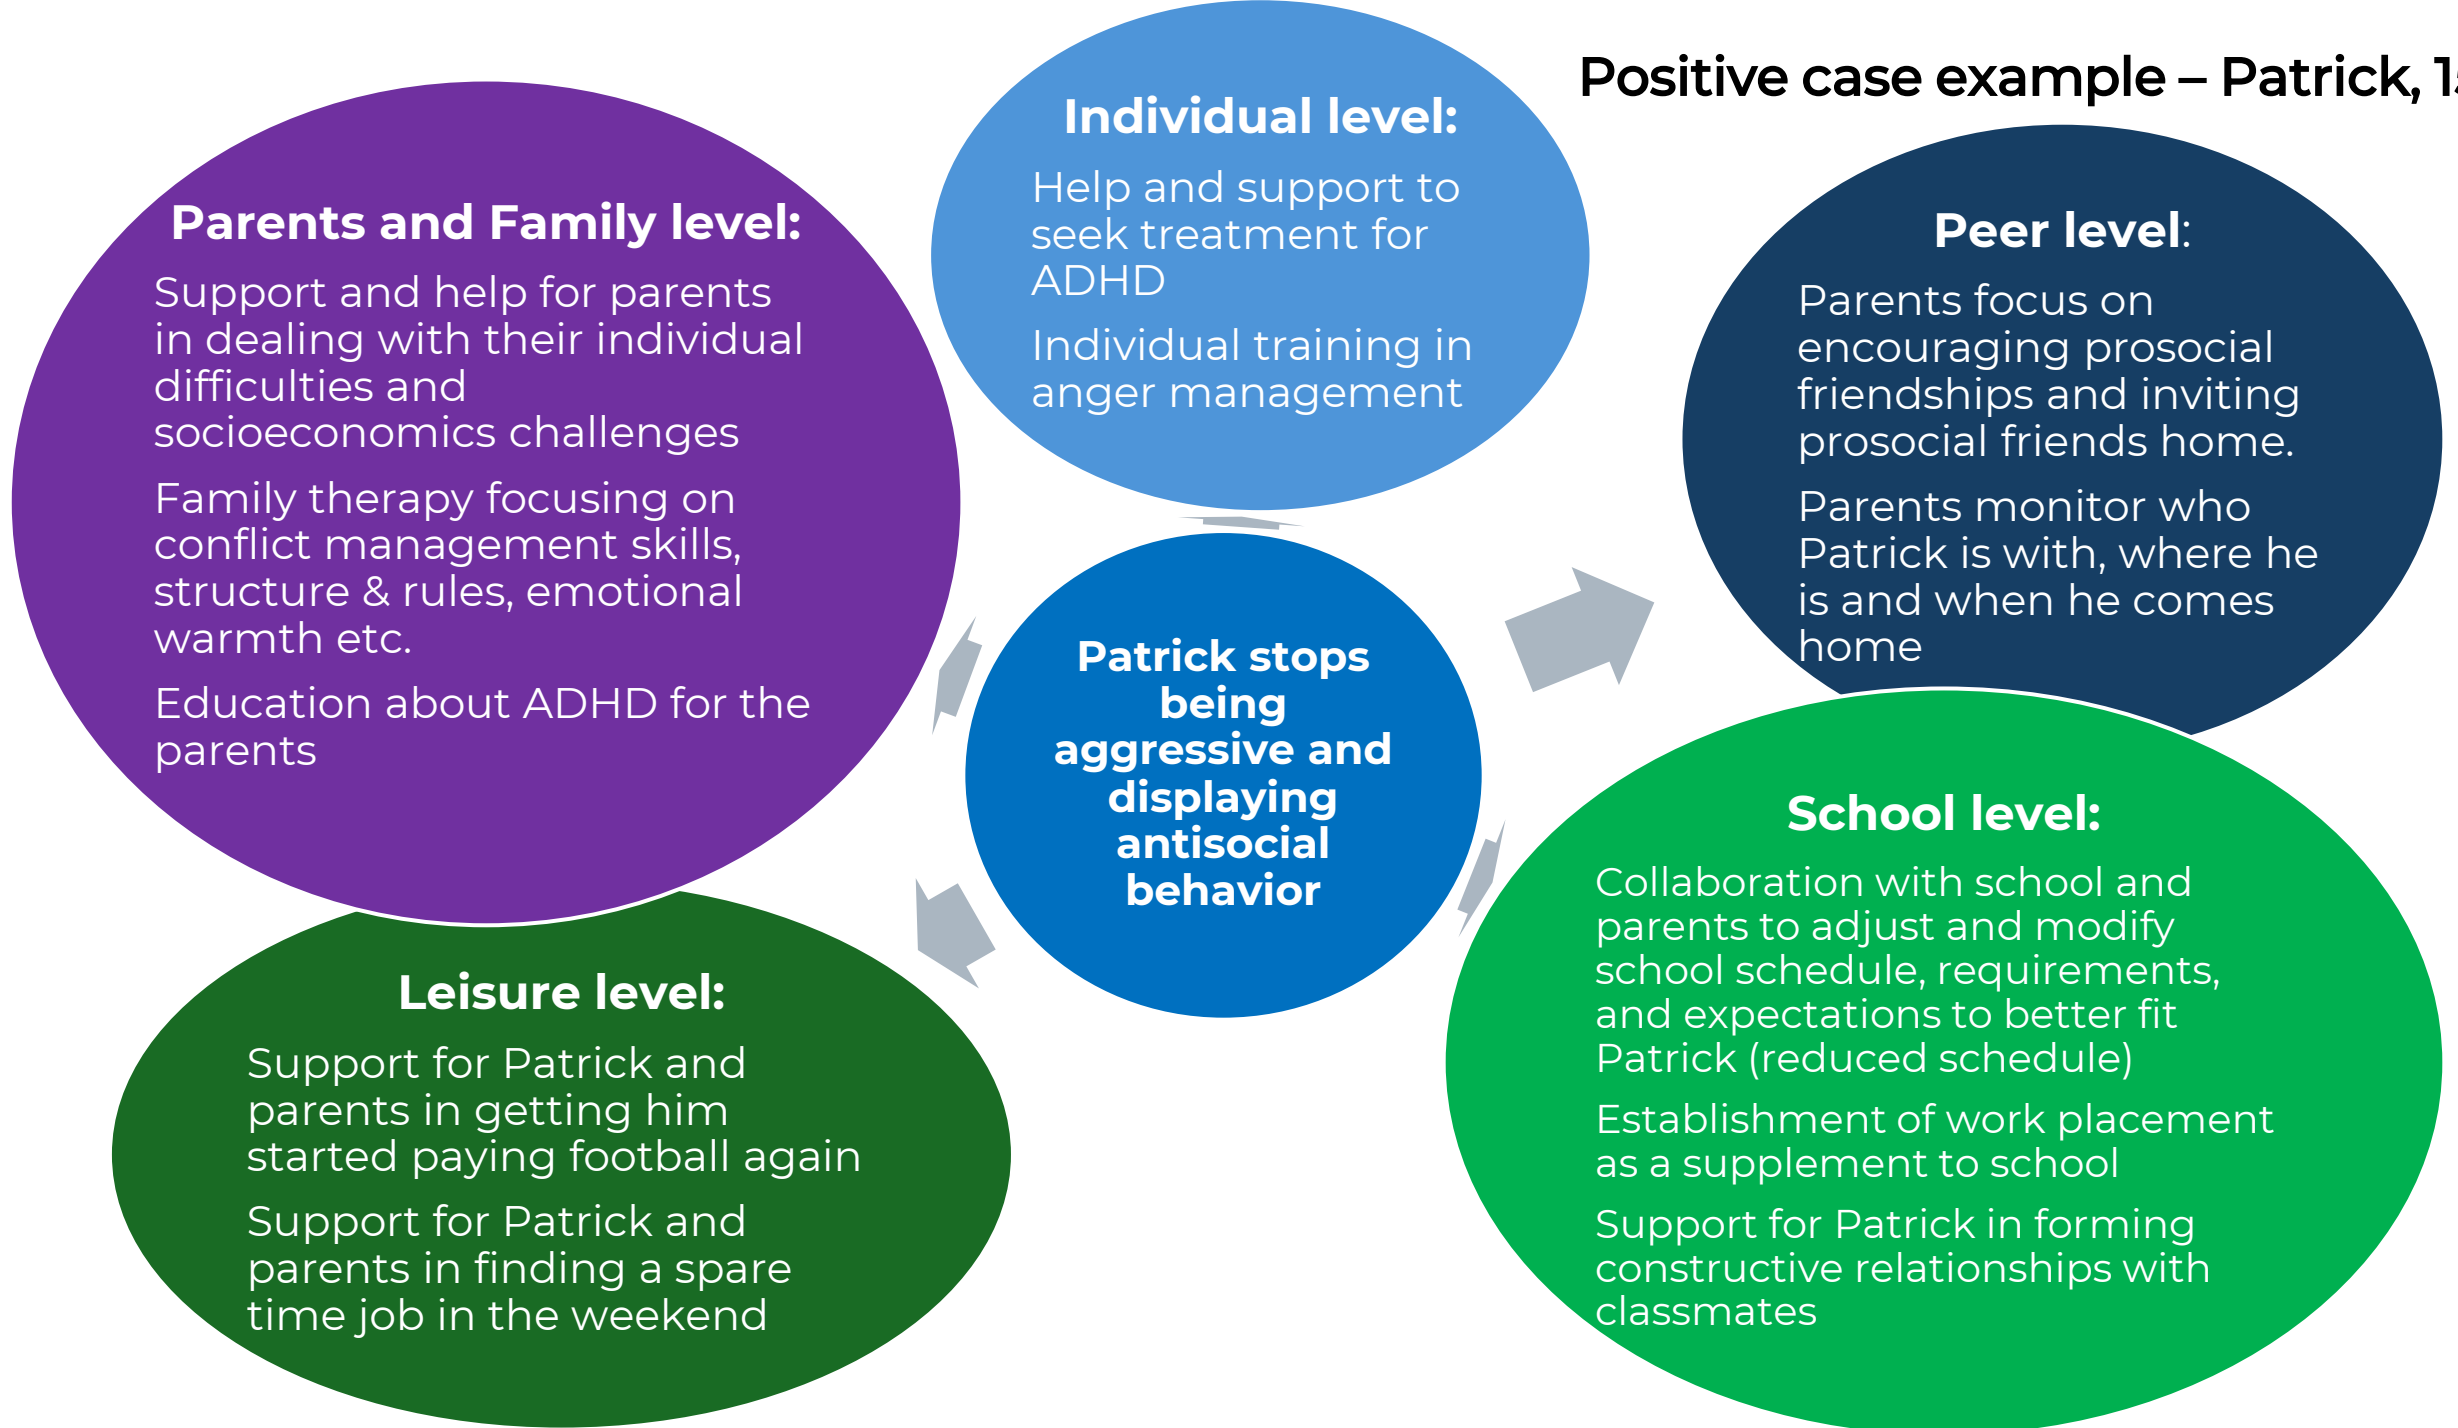 Positive case example – Patrick, 15
Individual level:
Help and support to
seek treatment for
ADHD
Individual training in
anger management
Parents and Family level:
Support and help for parents
in dealing with their individual
difficulties and
socioeconomics challenges
Family therapy focusing on
conflict management skills,
structure & rules, emotional
warmth etc.
Education about ADHD for the
parents
Peer level:
Parents focus on
encouraging prosocial
friendships and inviting
prosocial friends home.
Parents monitor who
Patrick is with, where he
is and when he comes
home
Patrick stops
being
aggressive and
displaying
antisocial
behavior
School level:
Collaboration with school and
parents to adjust and modify
school schedule, requirements,
and expectations to better fit
Patrick (reduced schedule)
Establishment of work placement
as a supplement to school
Support for Patrick in forming
constructive relationships with
classmates
Leisure level:
Support for Patrick and
parents in getting him
started paying football again
Support for Patrick and
parents in finding a spare
time job in the weekend